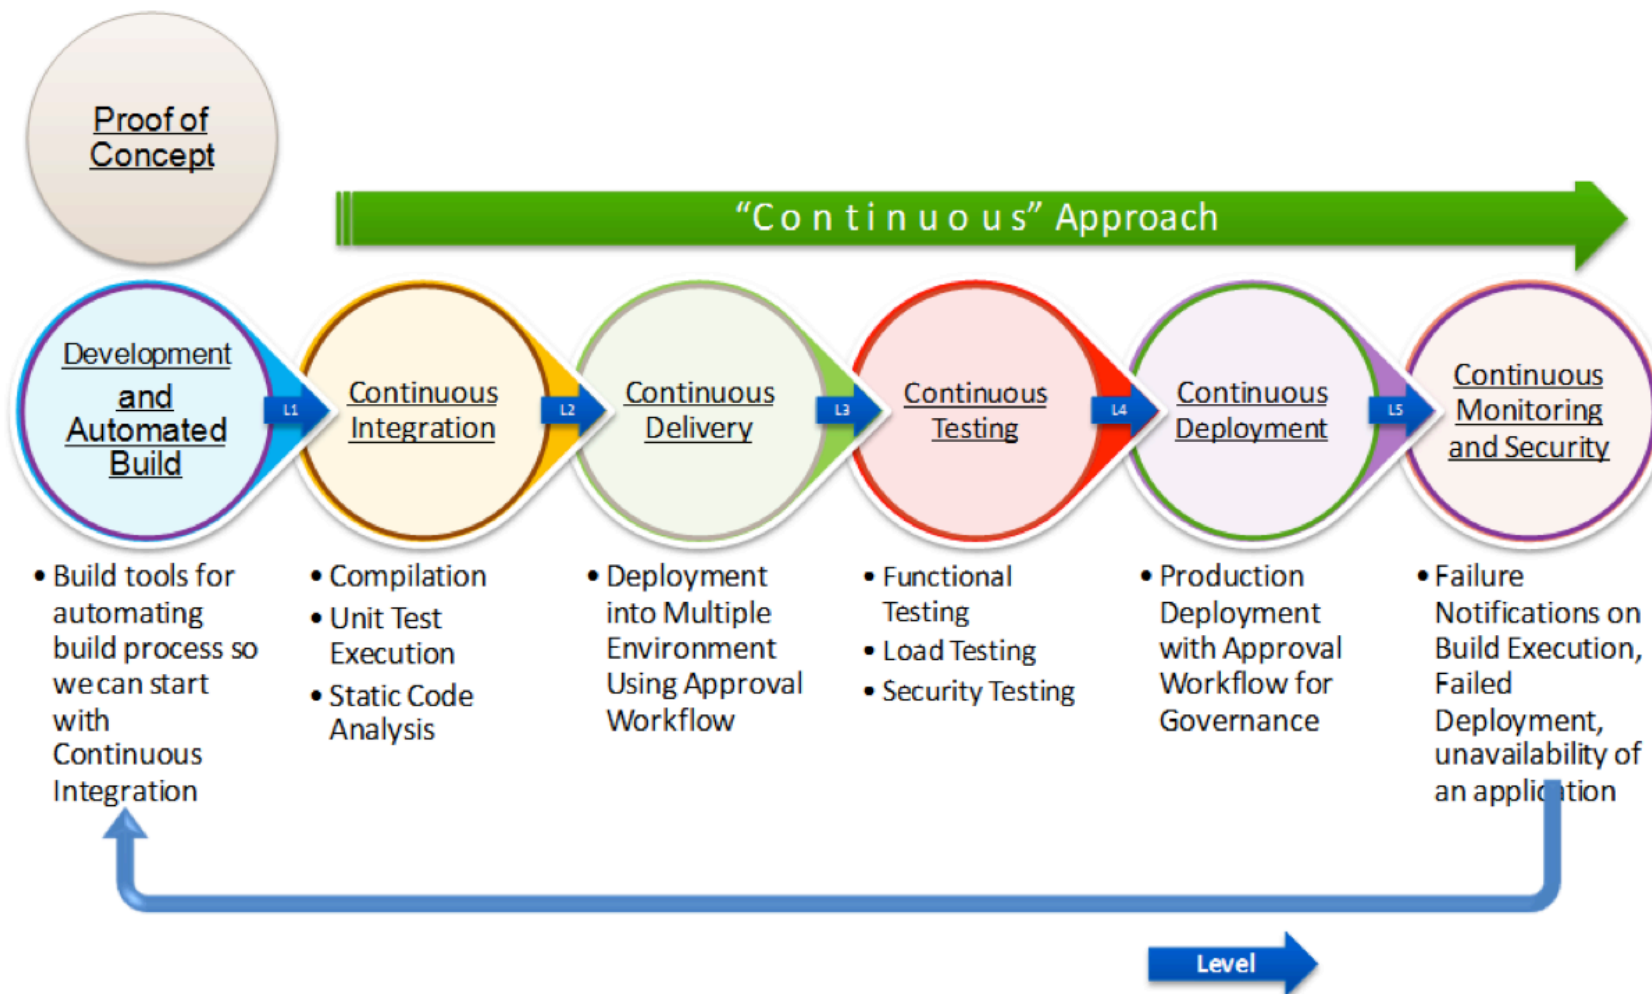 Proof of
Concept
“Continuous” Approach
Development
and
Automated
Build
L1
Continuous
Integration
L2
Continuous
Delivery
L3
Continuous
Testing
L4
Continuous
Deployment
L5
Continuous
Monitoring
and Security
• Build tools for
automating
build process so
we can start
with
Continuous
Integration
• Compilation
• Unit Test
Execution
• Static Code
Analysis
• Deployment
into Multiple
Environment
Using Approval
Workflow
• Functional
Testing
• Load Testing
• Security Testing
• Production
Deployment
with Approval
Workflow for
Governance
• Failure
Notifications on
Build Execution,
Failed
Deployment,
unavailability of
an application
Level